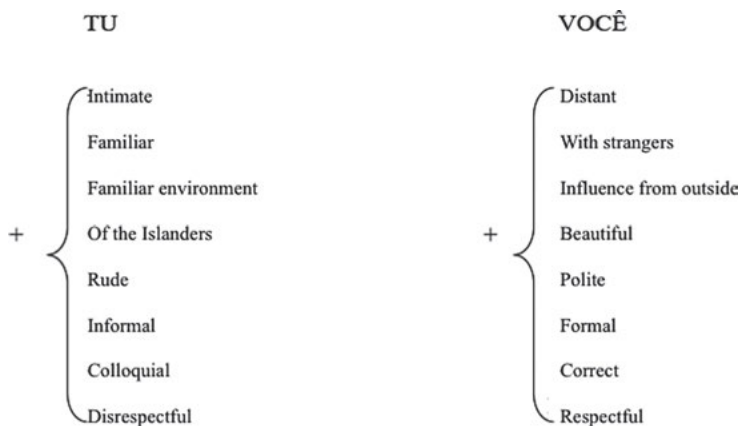 TU
+
Intimate
Familiar
Familiar environment
Of the Islanders
Rude
Informal
Colloquial
Disrespectful
VOCÊ
+
Distant
With strangers
Influence from outside
Beautiful
Polite
Formal
Correct
Respectful